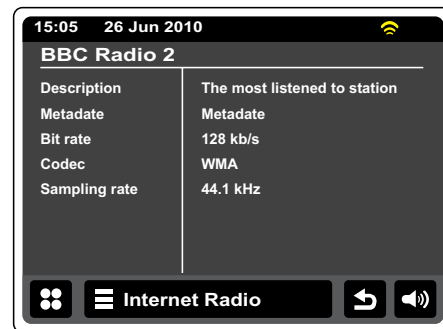 15:05 26 Jun 2010
BBC Radio 2
Description The most listened to station
Metadate Metadate
Bit rate 128 kb/s
Codec WMA
Sampling rate 44.1 kHz
Internet Radio